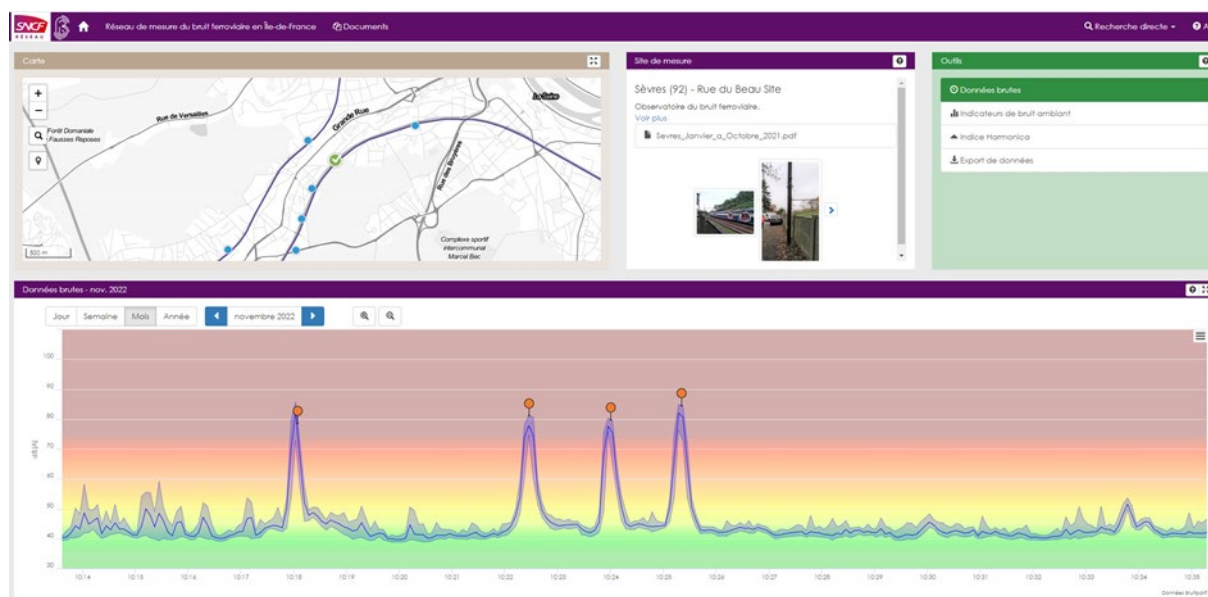 SNCF
RÉSEAU
Réseau de mesure du bruit ferroviaire en Île-de-France
Documents
Recherche directe
Carte
+
−
Rue de Versailles
Forêt Domaniale
Fausses Reposes
Grande Rue
La Seine
Rue des Bruyères
Complexe sportif
intercommunal
Marcel Bec
500 m
Site de mesure
Sèvres (92) - Rue du Beau Site
Observatoire du bruit ferroviaire.
Voir plus
Sevres_Janvier_a_Octobre_2021.pdf
Outils
Données brutes
Indicateurs de bruit ambiant
Indice Harmonica
Export de données
Données brutes - nov. 2022
Jour Semaine Mois Année novembre 2022
100
90
80
70
60
50
40
30
dB(A)
10:14 10:15 10:16 10:17 10:18 10:19 10:20 10:21 10:22 10:23 10:24 10:25 10:26 10:27 10:28 10:29 10:30 10:31 10:32 10:33 10:34 10:35
Données Bruitparif